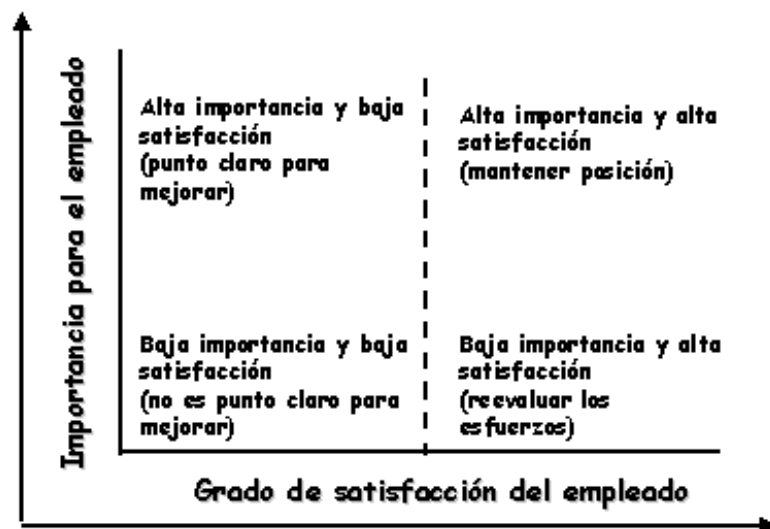 Importancia para el empleado
Alta importancia y baja
satisfacción
(punto claro para
mejorar)
Alta importancia y alta
satisfacción
(mantener posición)
Baja importancia y baja
satisfacción
(no es punto claro para
mejorar)
Baja importancia y alta
satisfacción
(reevaluar los
esfuerzos)
Grado de satisfacción del empleado